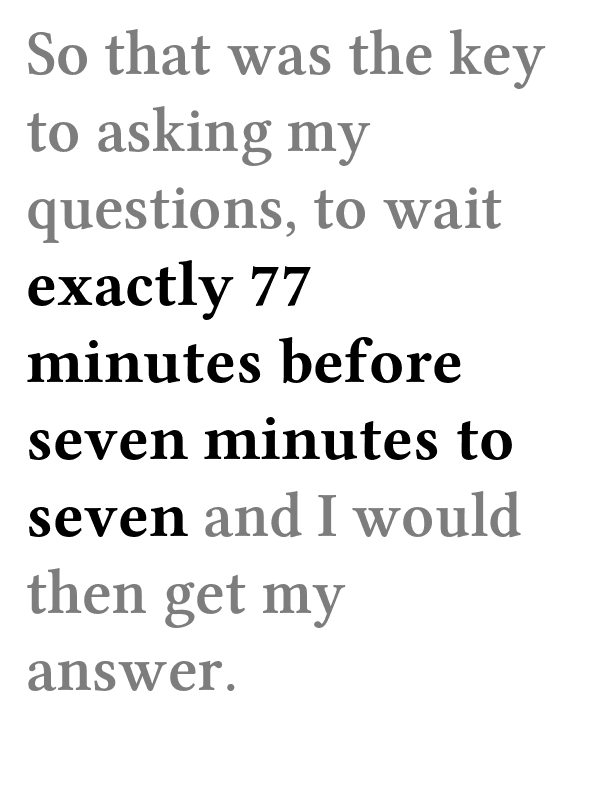 So that was the key
to asking my
questions, to wait
exactly 77
minutes before
seven minutes to
seven and I would
then get my
answer.